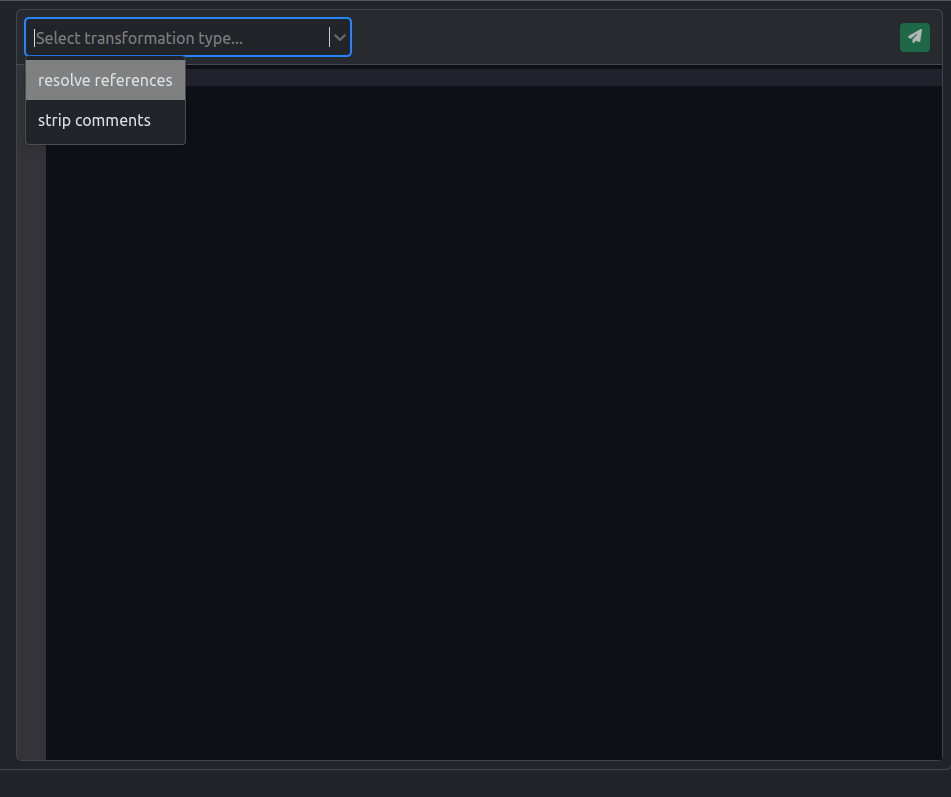 Select transformation type...
resolve references
strip comments